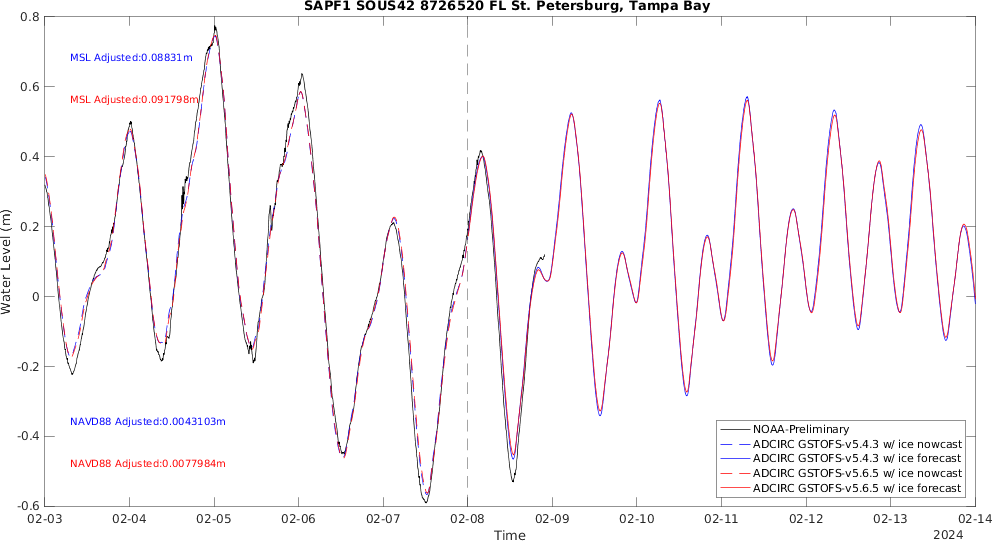 SAPF1 SOUS42 8726520 FL St. Petersburg, Tampa Bay
0.8
0.6
0.4
0.2
0
-0.2
-0.4
-0.6
Water Level (m)
MSL Adjusted:0.08831m
MSL Adjusted:0.091798m
NAVD88 Adjusted:0.0043103m
NAVD88 Adjusted:0.0077984m
NOAA-Preliminary
ADCIRC GSTOFS-v5.4.3 w/ ice nowcast
ADCIRC GSTOFS-v5.4.3 w/ ice forecast
ADCIRC GSTOFS-v5.6.5 w/ ice nowcast
ADCIRC GSTOFS-v5.6.5 w/ ice forecast
02-03 02-04 02-05 02-06 02-07 02-08 02-09 02-10 02-11 02-12 02-13 02-14
Time
2024